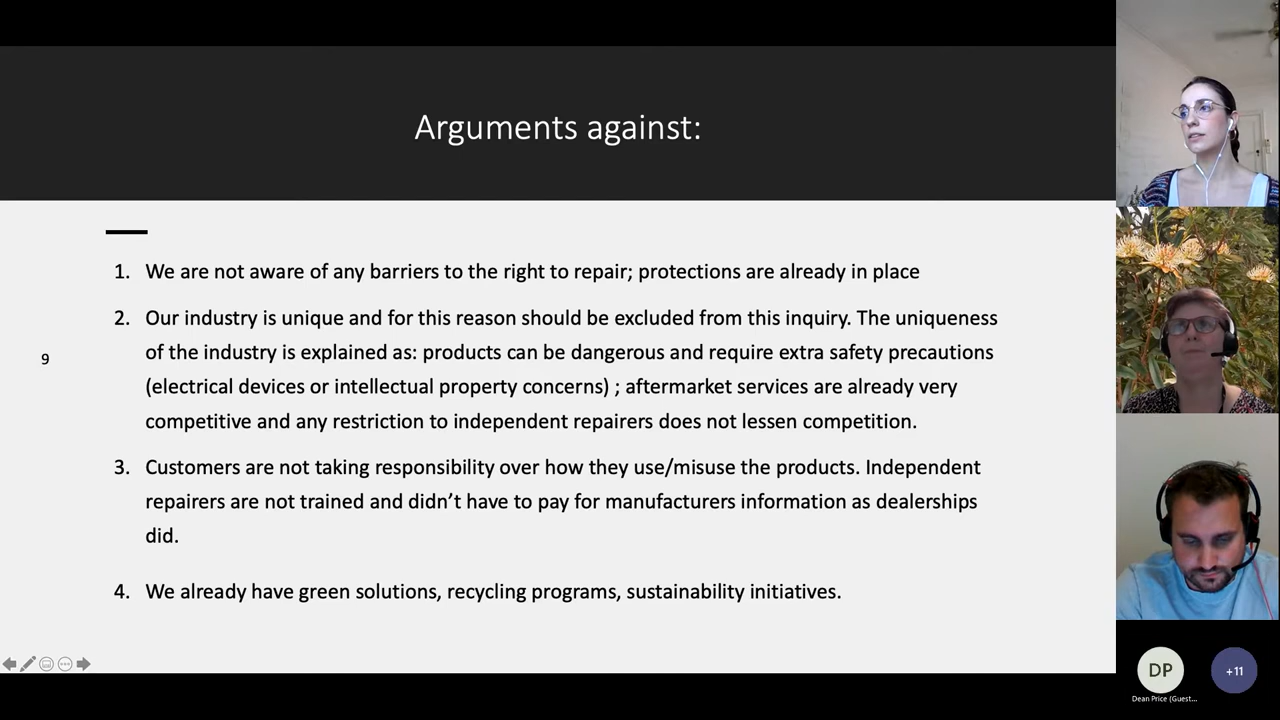 Arguments against:
1. We are not aware of any barriers to the right to repair; protections are already in place
2. Our industry is unique and for this reason should be excluded from this inquiry. The uniqueness
of the industry is explained as: products can be dangerous and require extra safety precautions
(electrical devices or intellectual property concerns) ; aftermarket services are already very
competitive and any restriction to independent repairers does not lessen competition.
9
3. Customers are not taking responsibility over how they use/misuse the products. Independent
repairers are not trained and didn’t have to pay for manufacturers information as dealerships
did.
4. We already have green solutions, recycling programs, sustainability initiatives.
DP
+11
Dean Price (Guest...